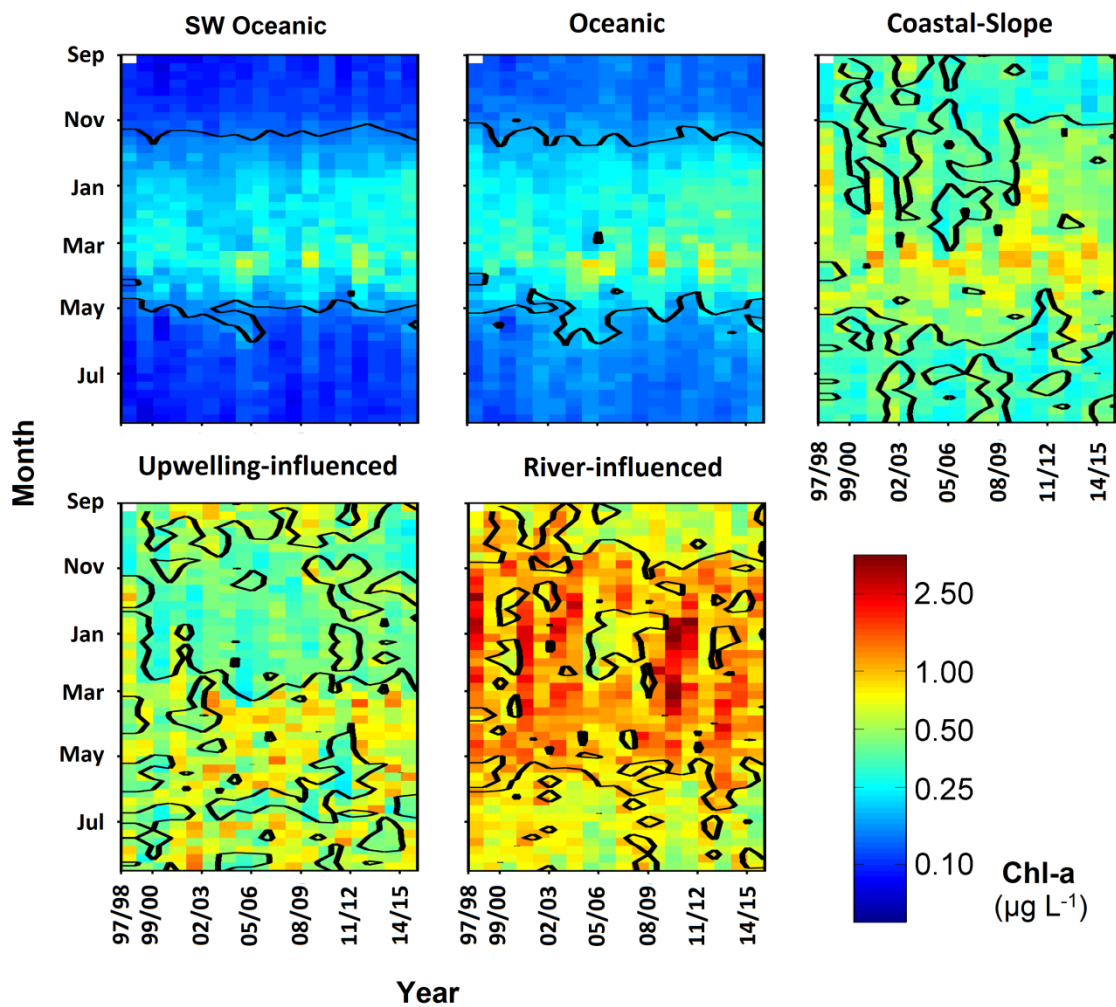 SW Oceanic
Oceanic
Coastal-Slope
Sep
Nov
Jan
Mar
May
Jul
Month
97/98
99/00
02/03
05/06
08/09
11/12
14/15
Upwelling-influenced
River-influenced
Sep
Nov
Jan
Mar
May
Jul
2.50
1.00
0.50
0.25
0.10
Chl-a
(µg L⁻¹)
97/98
99/00
02/03
05/06
08/09
11/12
14/15
97/98
99/00
02/03
05/06
08/09
11/12
14/15
Year